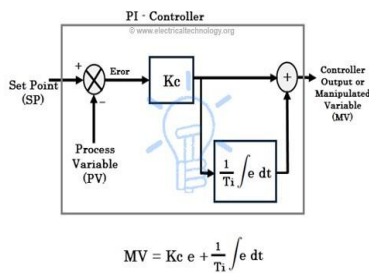 PI - Controller
© www.electricaltechnology.org
Set Point
(SP)
+
−
Eror
Kc
+
Controller
Output or
Manipulated
Variable
(MV)
Process
Variable
(PV)
1/Ti ∫e dt
MV = Kc e + 1/Ti ∫e dt